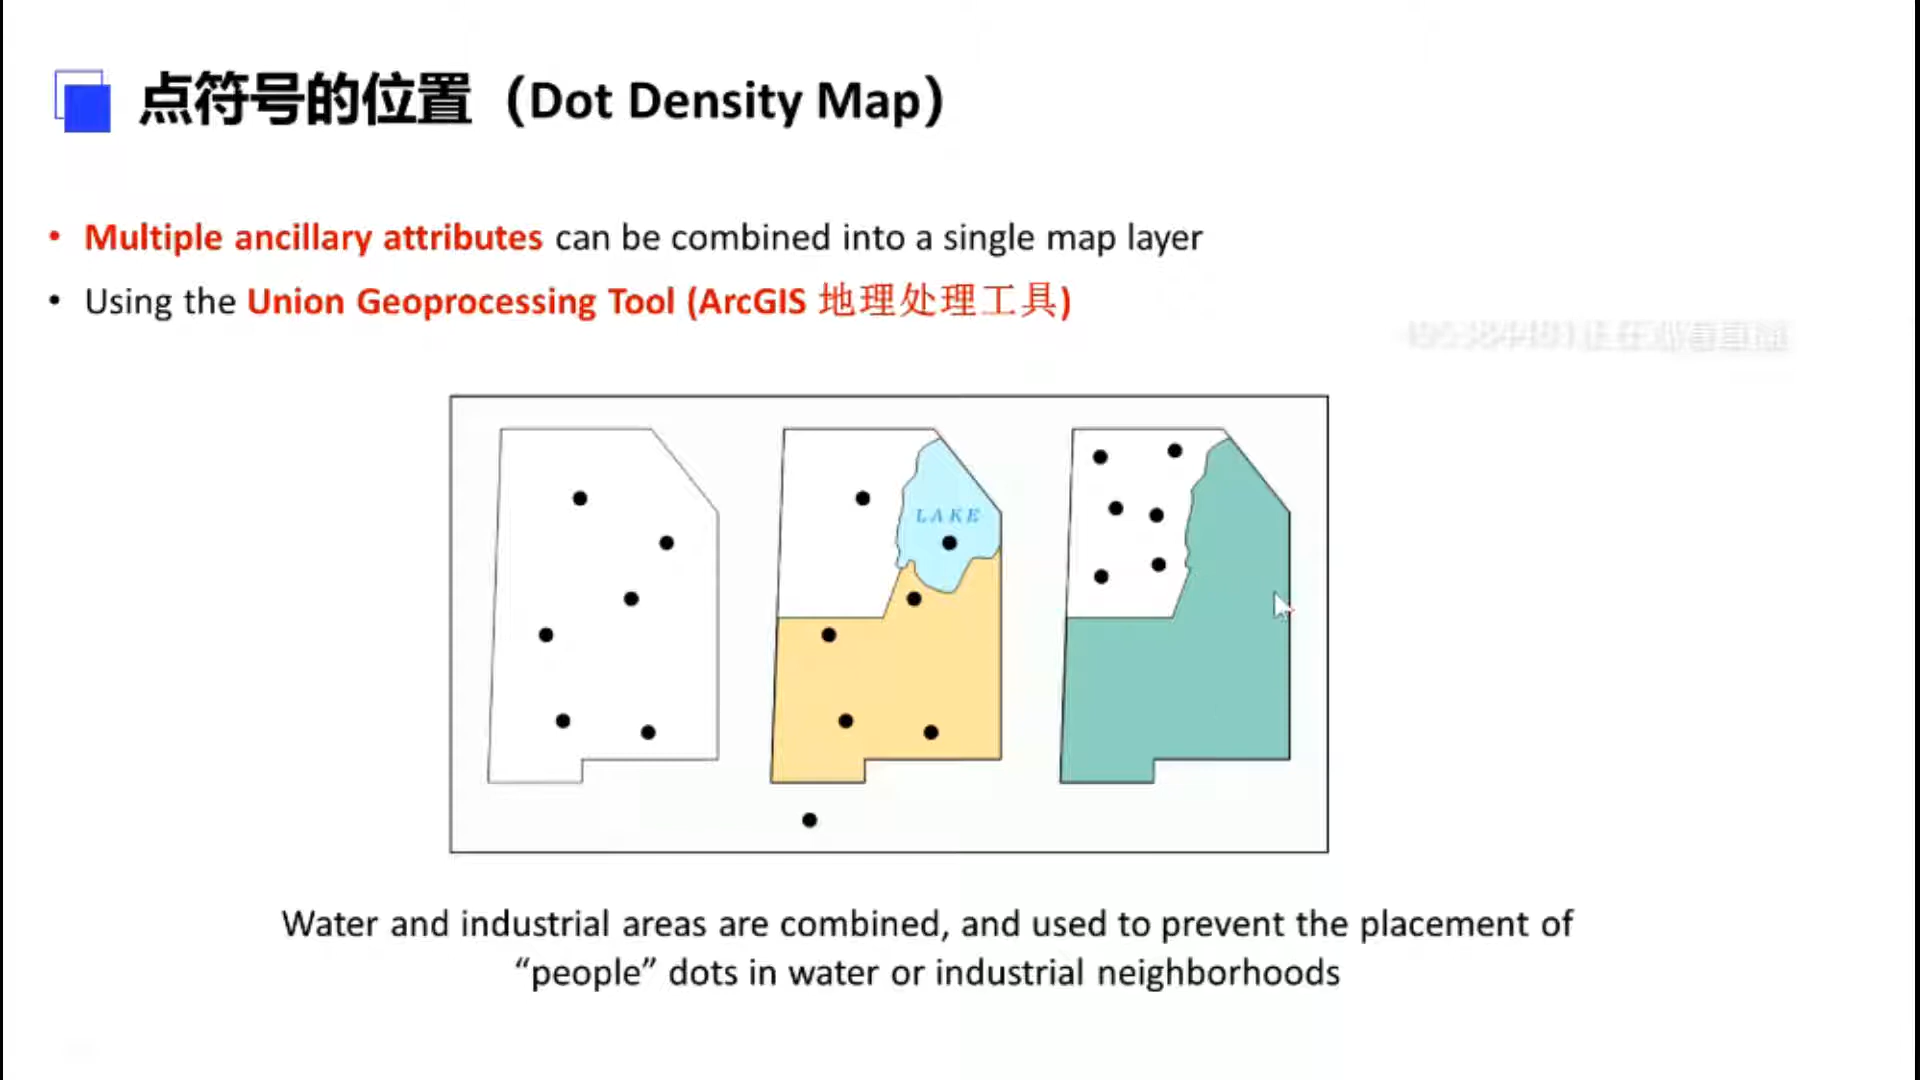 点符号的位置（Dot Density Map）
• Multiple ancillary attributes can be combined into a single map layer
• Using the Union Geoprocessing Tool (ArcGIS 地理处理工具)
LAKE
Water and industrial areas are combined, and used to prevent the placement of
“people” dots in water or industrial neighborhoods